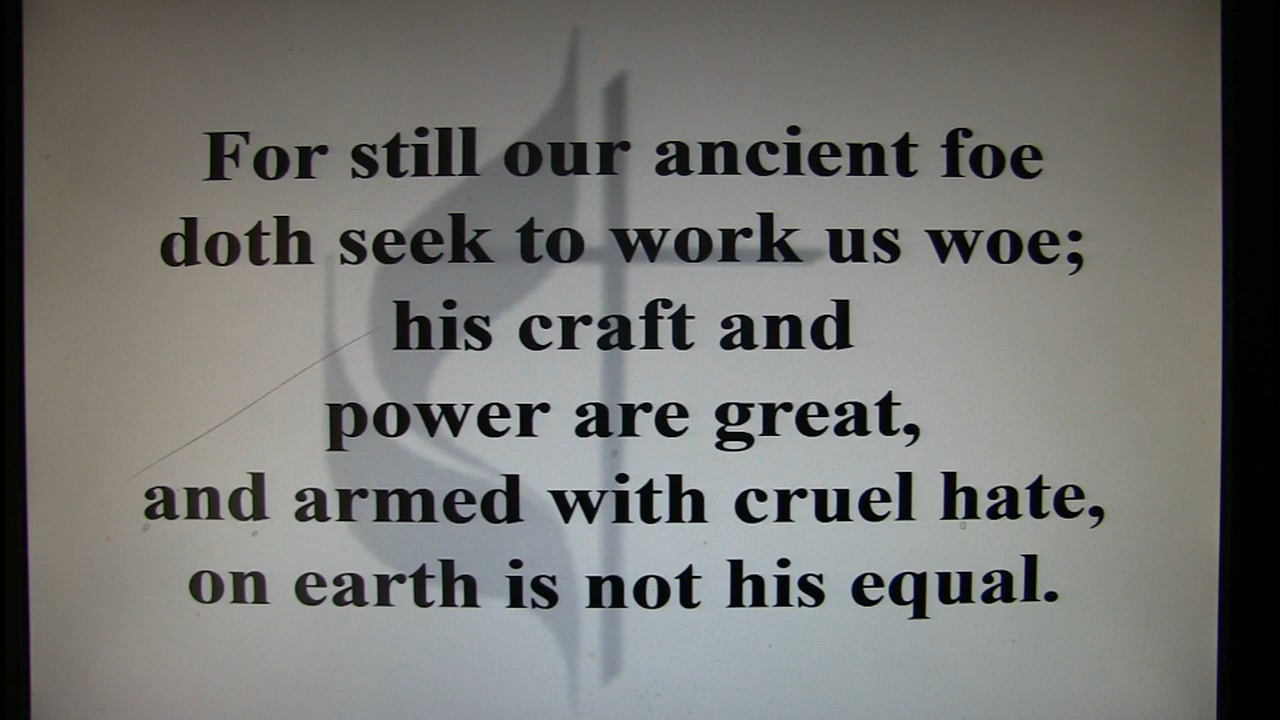 For still our ancient foe
doth seek to work us woe;
his craft and
power are great,
and armed with cruel hate,
on earth is not his equal.